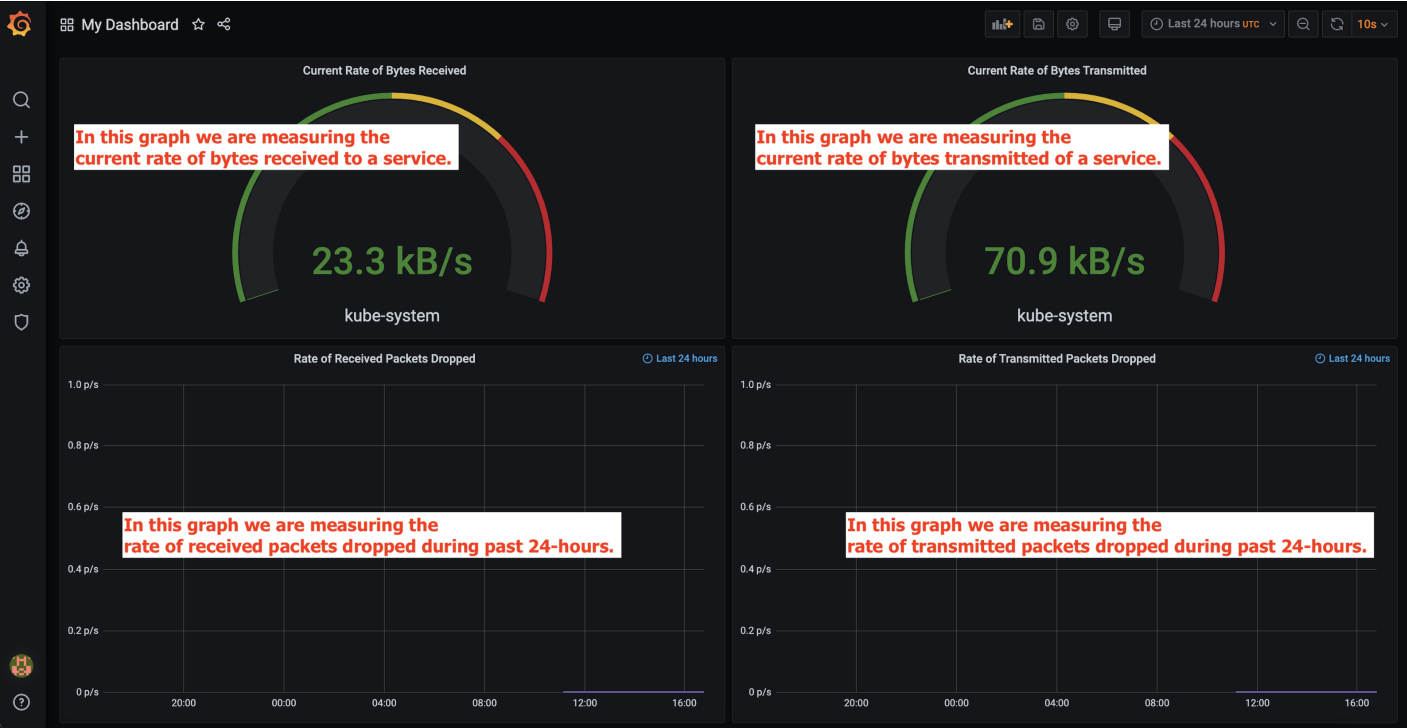 My Dashboard
Last 24 hours UTC
10s
Current Rate of Bytes Received
In this graph we are measuring the
current rate of bytes received to a service.
23.3 kB/s
kube-system
Current Rate of Bytes Transmitted
In this graph we are measuring the
current rate of bytes transmitted of a service.
70.9 kB/s
kube-system
Rate of Received Packets Dropped
Last 24 hours
1.0 p/s
0.8 p/s
0.6 p/s
In this graph we are measuring the
rate of received packets dropped during past 24-hours.
0.4 p/s
0.2 p/s
0 p/s
20:00 00:00 04:00 08:00 12:00 16:00
Rate of Transmitted Packets Dropped
Last 24 hours
1.0 p/s
0.8 p/s
0.6 p/s
In this graph we are measuring the
rate of transmitted packets dropped during past 24-hours.
0.4 p/s
0.2 p/s
0 p/s
20:00 00:00 04:00 08:00 12:00 16:00